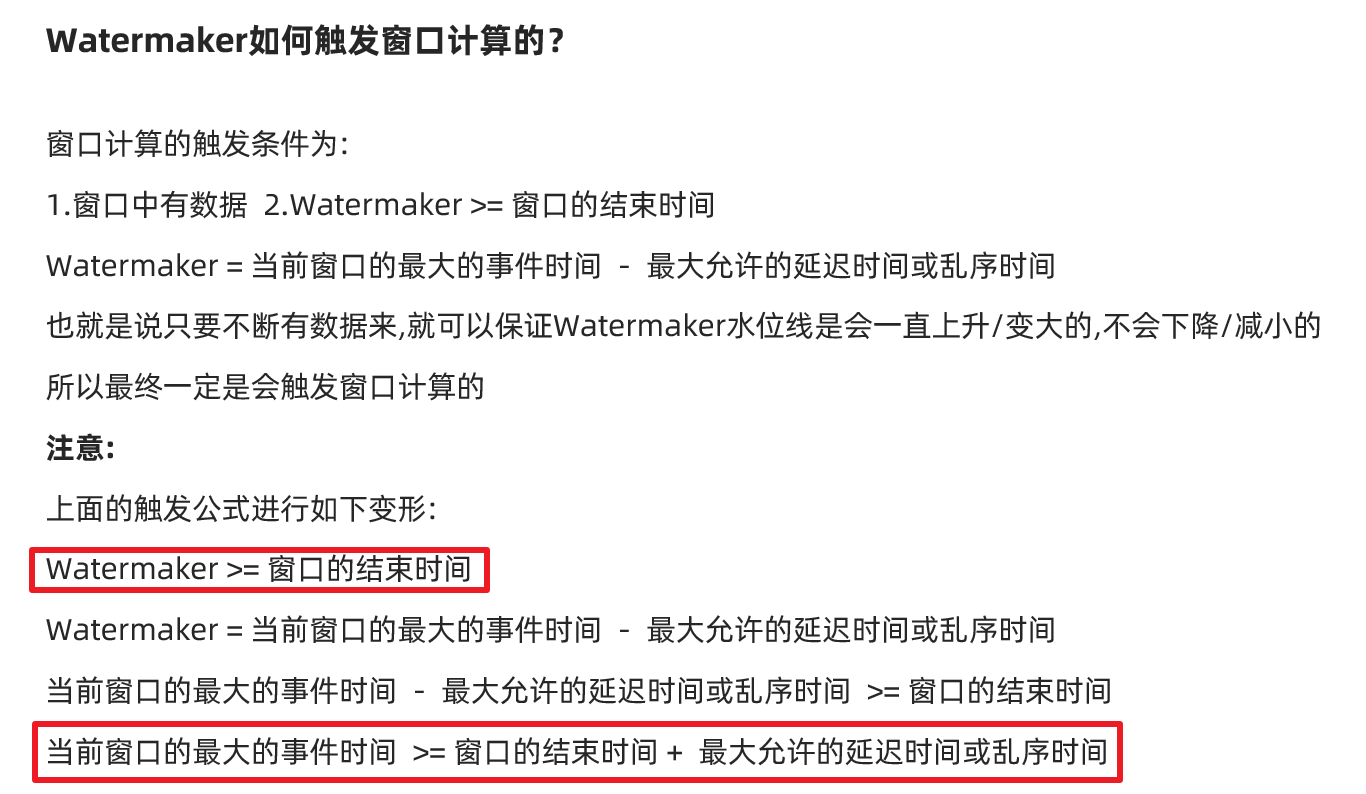 Watermaker如何触发窗口计算的?
窗口计算的触发条件为:
1.窗口中有数据 2.Watermaker >= 窗口的结束时间
Watermaker = 当前窗口的最大的事件时间 - 最大允许的延迟时间或乱序时间
也就是说只要不断有数据来,就可以保证Watermaker水位线是会一直上升/变大的,不会下降/减小的
所以最终一定是会触发窗口计算的
注意:
上面的触发公式进行如下变形:
Watermaker >= 窗口的结束时间
Watermaker = 当前窗口的最大的事件时间 - 最大允许的延迟时间或乱序时间
当前窗口的最大的事件时间 - 最大允许的延迟时间或乱序时间 >= 窗口的结束时间
当前窗口的最大的事件时间 >= 窗口的结束时间 + 最大允许的延迟时间或乱序时间